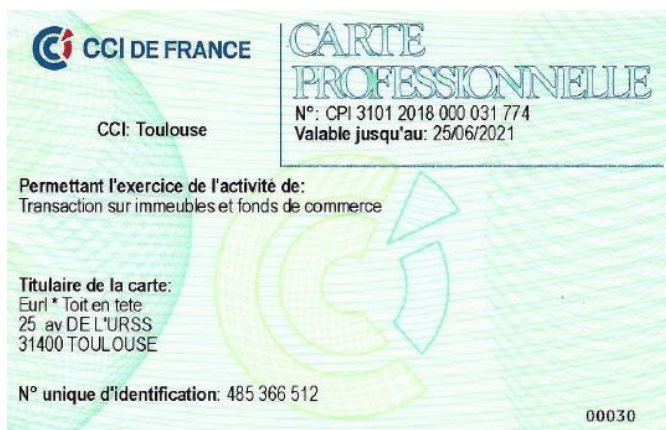 CCI DE FRANCE
CARTE
PROFESSIONNELLE
N°: CPI 3101 2018 000 031 774
CCI: Toulouse
Valable jusqu'au: 25/06/2021
Permettant l'exercice de l'activité de:
Transaction sur immeubles et fonds de commerce
Titulaire de la carte:
Eurl * Toit en tete
25 av DE L'URSS
31400 TOULOUSE
N° unique d'identification: 485 366 512
00030